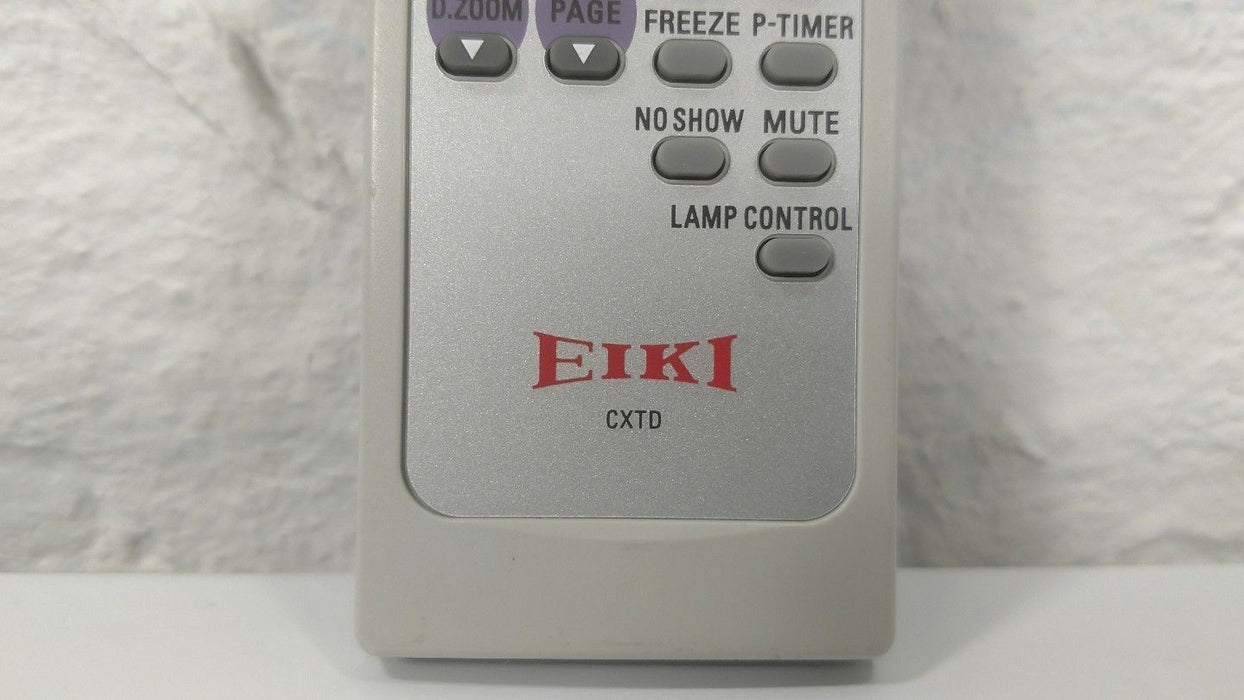 D.ZOOM PAGE FREEZE P-TIMER
NO SHOW MUTE
LAMP CONTROL
EIKI
CXTD